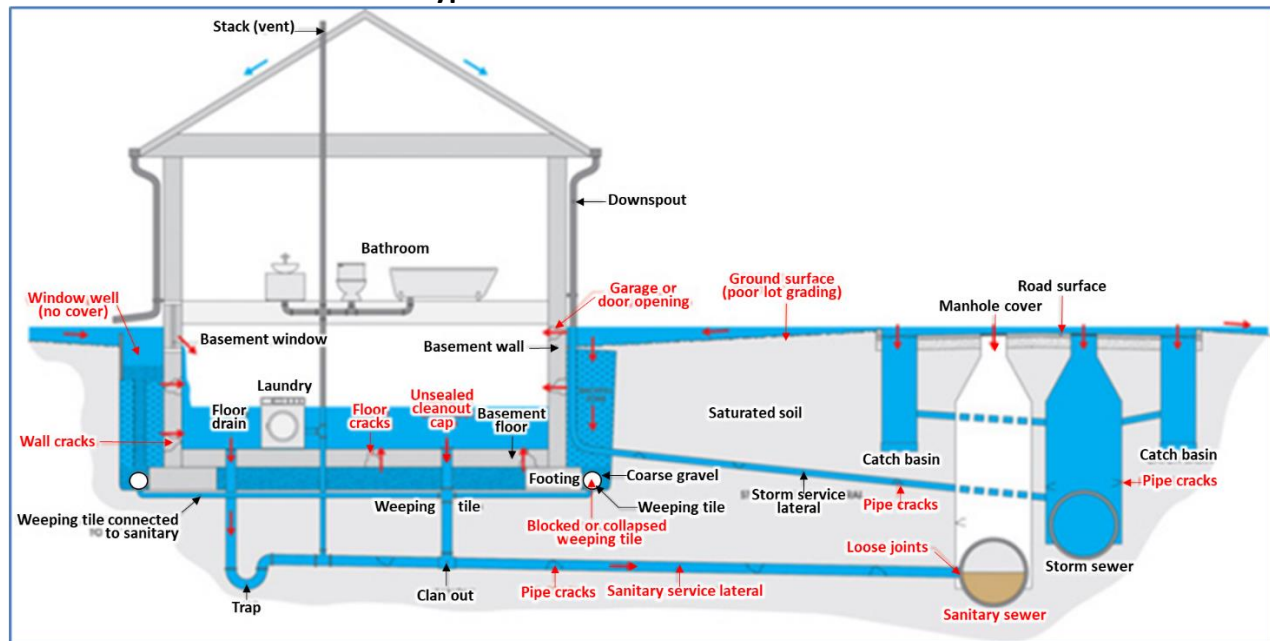 Stack (vent)
Downspout
Bathroom
Window well
(no cover)
Garage or
door opening
Ground surface
(poor lot grading)
Road surface
Manhole cover
Basement window
Basement wall
Laundry
Floor
drain
Floor
cracks
Unsealed
cleanout
cap
Basement
floor
Saturated soil
Wall cracks
Catch basin
Catch basin
Footing
Coarse gravel
Weeping tile
Weeping tile
Storm service
lateral
Pipe cracks
Pipe cracks
Weeping tile connected
to sanitary
Blocked or collapsed
weeping tile
Loose joints
Storm sewer
Trap
Clan out
Pipe cracks
Sanitary service lateral
Sanitary sewer